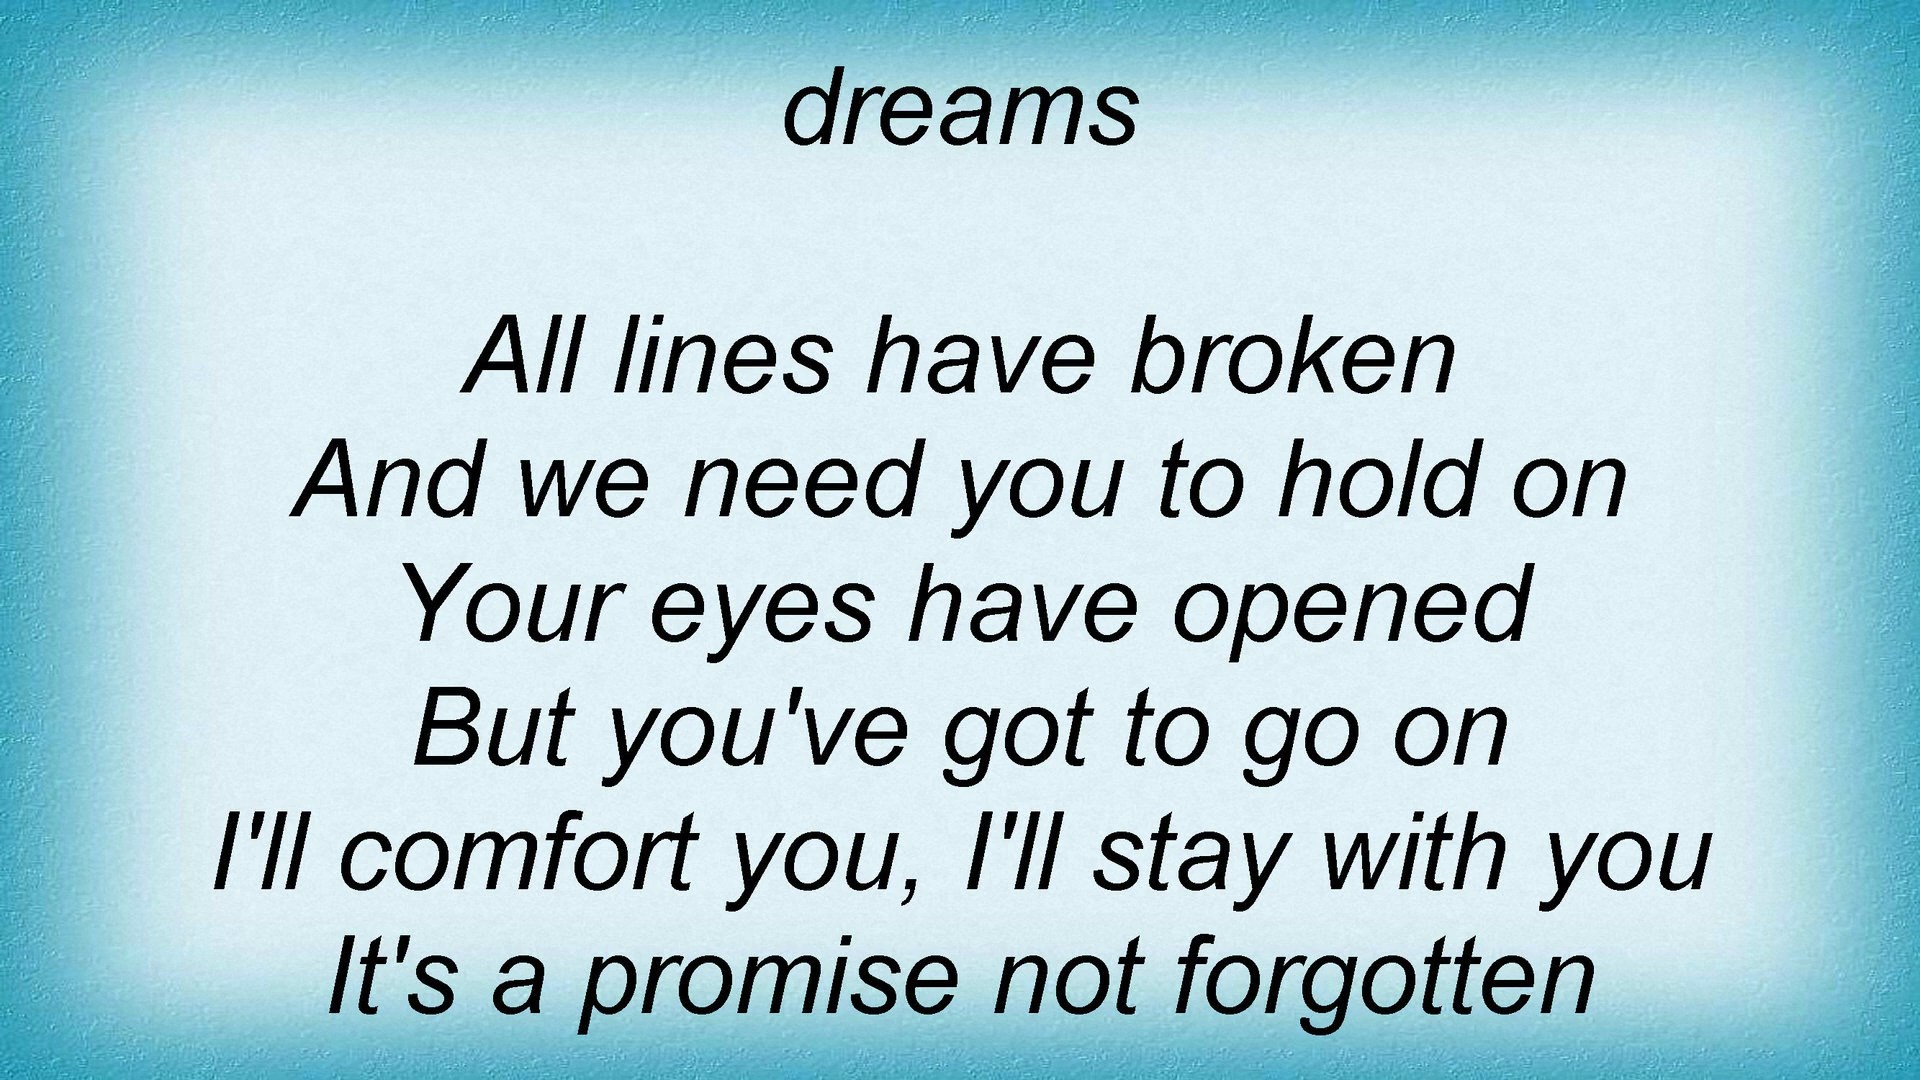 dreams
All lines have broken
And we need you to hold on
Your eyes have opened
But you've got to go on
I'll comfort you, I'll stay with you
It's a promise not forgotten